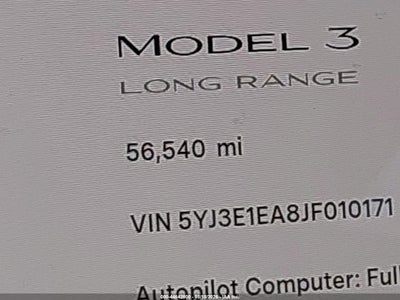 MODEL 3
LONG RANGE
56,540 mi
VIN 5YJ3E1EA8JF010171
Autopilot Computer: Full